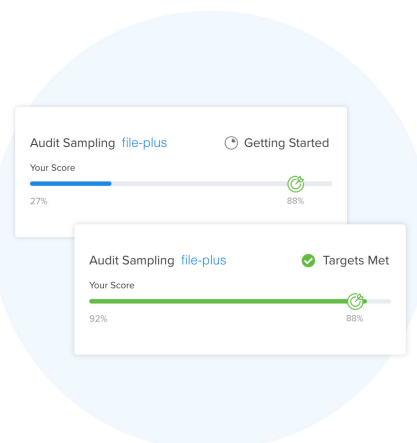 Audit Sampling file-plus Getting Started
Your Score
27% 88%
Audit Sampling file-plus Targets Met
Your Score
92% 88%